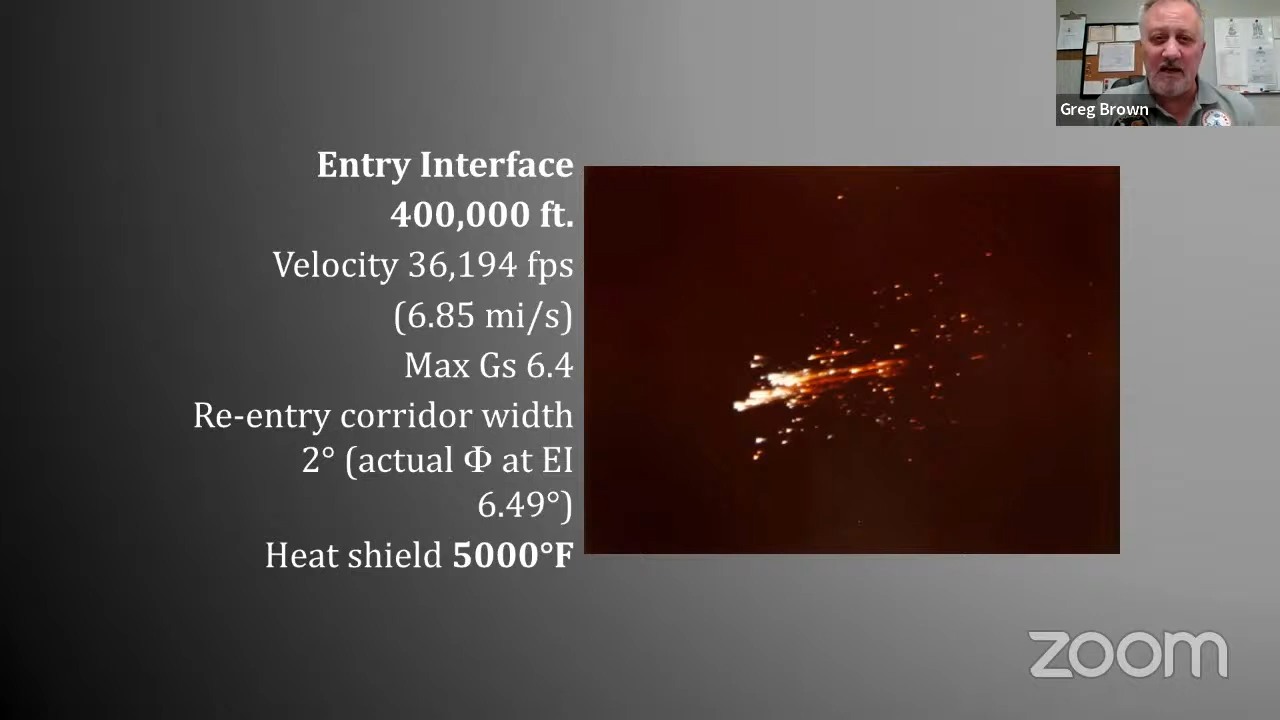 Greg Brown
Entry Interface
400,000 ft.
Velocity 36,194 fps
(6.85 mi/s)
Max Gs 6.4
Re-entry corridor width
2° (actual Φ at EI
6.49°)
Heat shield 5000°F
zoom